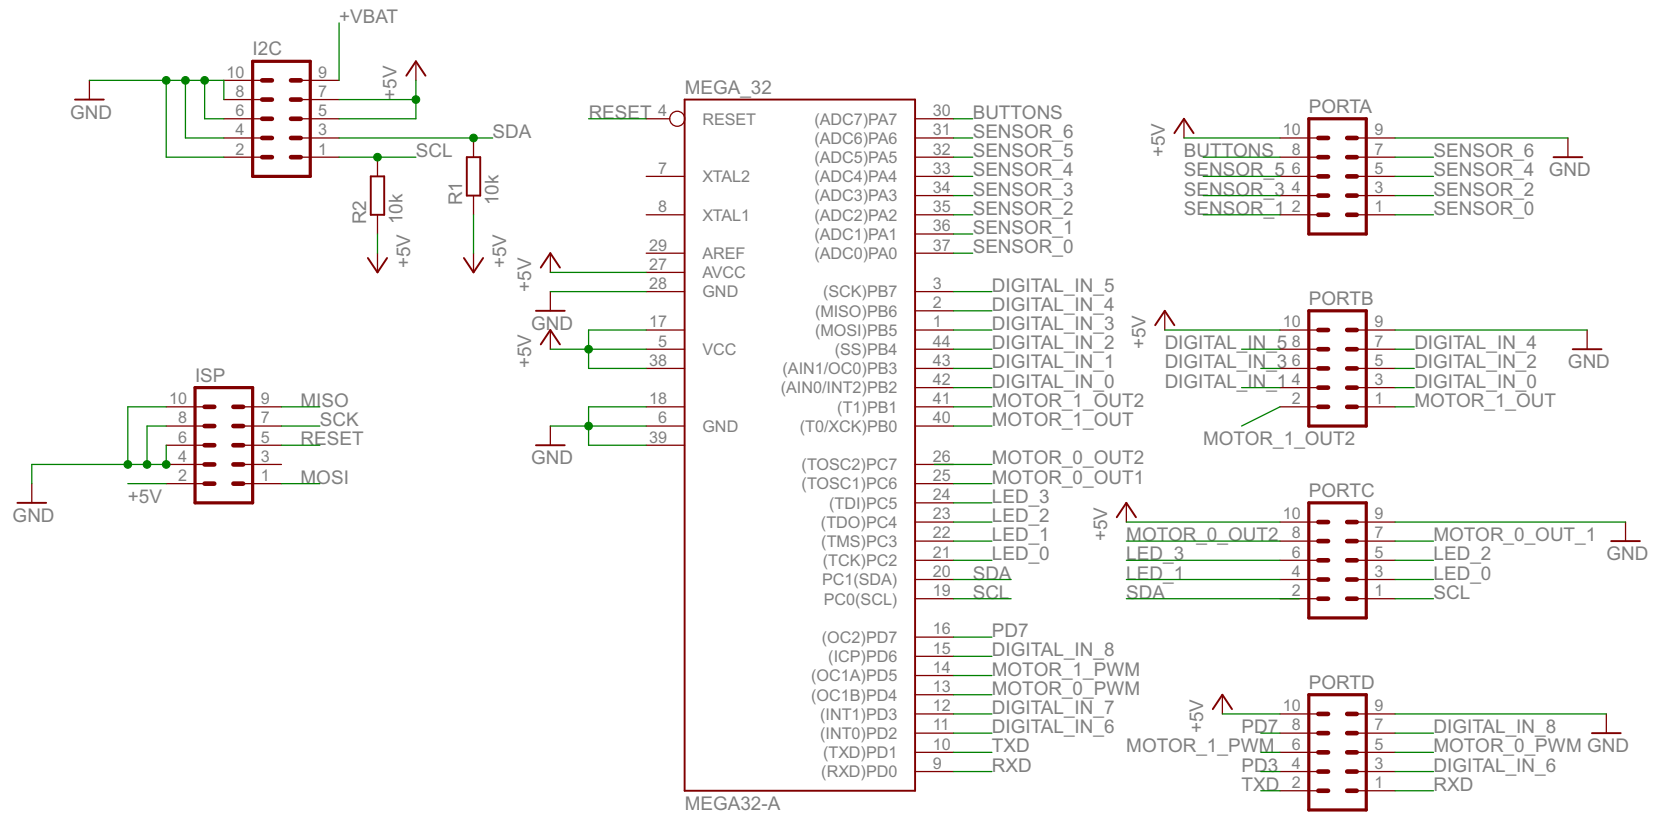 +VBAT
I2C
10 9
8 7
6 5
4 3
2 1
GND
+5V
SDA
SCL
R2
10k
R1
10k
+5V
+5V
ISP
10 9 MISO
8 7 SCK
6 5 RESET
4 3
2 1 MOSI
+5V
GND
MEGA_32
RESET 4 RESET
7 XTAL2
8 XTAL1
29 AREF
+5V 27 AVCC
28 GND
GND
17
+5V 5 VCC
38
18
6 GND
39
GND
(ADC7)PA7 30 BUTTONS
(ADC6)PA6 31 SENSOR_6
(ADC5)PA5 32 SENSOR_5
(ADC4)PA4 33 SENSOR_4
(ADC3)PA3 34 SENSOR_3
(ADC2)PA2 35 SENSOR_2
(ADC1)PA1 36 SENSOR_1
(ADC0)PA0 37 SENSOR_0
(SCK)PB7 3 DIGITAL_IN_5
(MISO)PB6 2 DIGITAL_IN_4
(MOSI)PB5 1 DIGITAL_IN_3
(SS)PB4 44 DIGITAL_IN_2
(AIN1/OC0)PB3 43 DIGITAL_IN_1
(AIN0/INT2)PB2 42 DIGITAL_IN_0
(T1)PB1 41 MOTOR_1_OUT2
(T0/XCK)PB0 40 MOTOR_1_OUT
(TOSC2)PC7 26 MOTOR_0_OUT2
(TOSC1)PC6 25 MOTOR_0_OUT1
(TDI)PC5 24 LED_3
(TDO)PC4 23 LED_2
(TMS)PC3 22 LED_1
(TCK)PC2 21 LED_0
PC1(SDA) 20 SDA
PC0(SCL) 19 SCL
(OC2)PD7 16 PD7
(ICP)PD6 15 DIGITAL_IN_8
(OC1A)PD5 14 MOTOR_1_PWM
(OC1B)PD4 13 MOTOR_0_PWM
(INT1)PD3 12 DIGITAL_IN_7
(INT0)PD2 11 DIGITAL_IN_6
(TXD)PD1 10 TXD
(RXD)PD0 9 RXD
MEGA32-A
PORTA
+5V 10 9 GND
BUTTONS 8 7 SENSOR_6
SENSOR_5 6 5 SENSOR_4
SENSOR_3 4 3 SENSOR_2
SENSOR_1 2 1 SENSOR_0
PORTB
+5V 10 9 GND
DIGITAL_IN_5 8 7 DIGITAL_IN_4
DIGITAL_IN_3 6 5 DIGITAL_IN_2
DIGITAL_IN_1 4 3 DIGITAL_IN_0
2 1 MOTOR_1_OUT
MOTOR_1_OUT2
PORTC
+5V 10 9 GND
MOTOR_0_OUT2 8 7 MOTOR_0_OUT_1
LED_3 6 5 LED_2
LED_1 4 3 LED_0
SDA 2 1 SCL
PORTD
+5V 10 9 GND
PD7 8 7 DIGITAL_IN_8
MOTOR_1_PWM 6 5 MOTOR_0_PWM
PD3 4 3 DIGITAL_IN_6
TXD 2 1 RXD